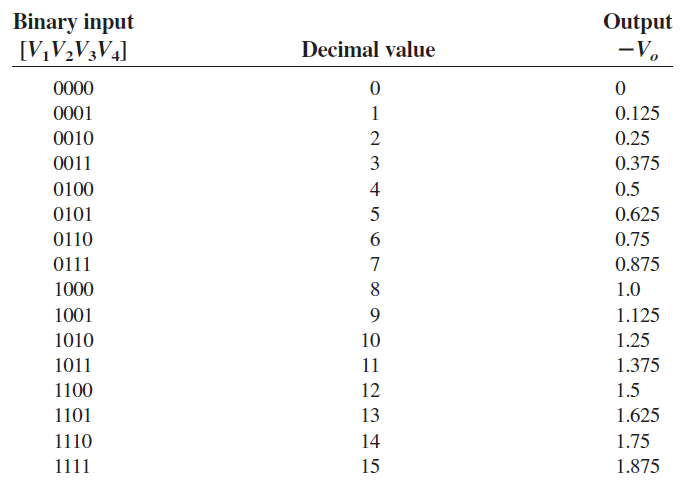 Binary input Output
[V₁V₂V₃V₄] Decimal value −Vₒ
0000 0 0
0001 1 0.125
0010 2 0.25
0011 3 0.375
0100 4 0.5
0101 5 0.625
0110 6 0.75
0111 7 0.875
1000 8 1.0
1001 9 1.125
1010 10 1.25
1011 11 1.375
1100 12 1.5
1101 13 1.625
1110 14 1.75
1111 15 1.875